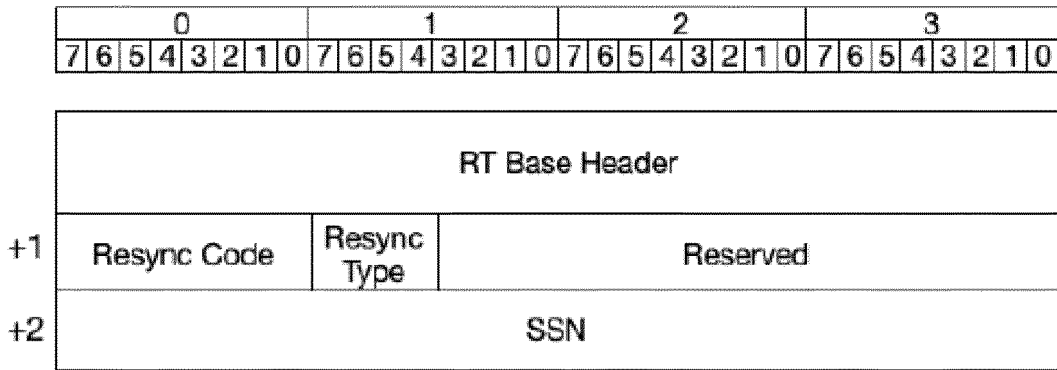 0 1 2 3
7 6 5 4 3 2 1 0 7 6 5 4 3 2 1 0 7 6 5 4 3 2 1 0 7 6 5 4 3 2 1 0
RT Base Header
+1 Resync Code Resync Type Reserved
+2 SSN